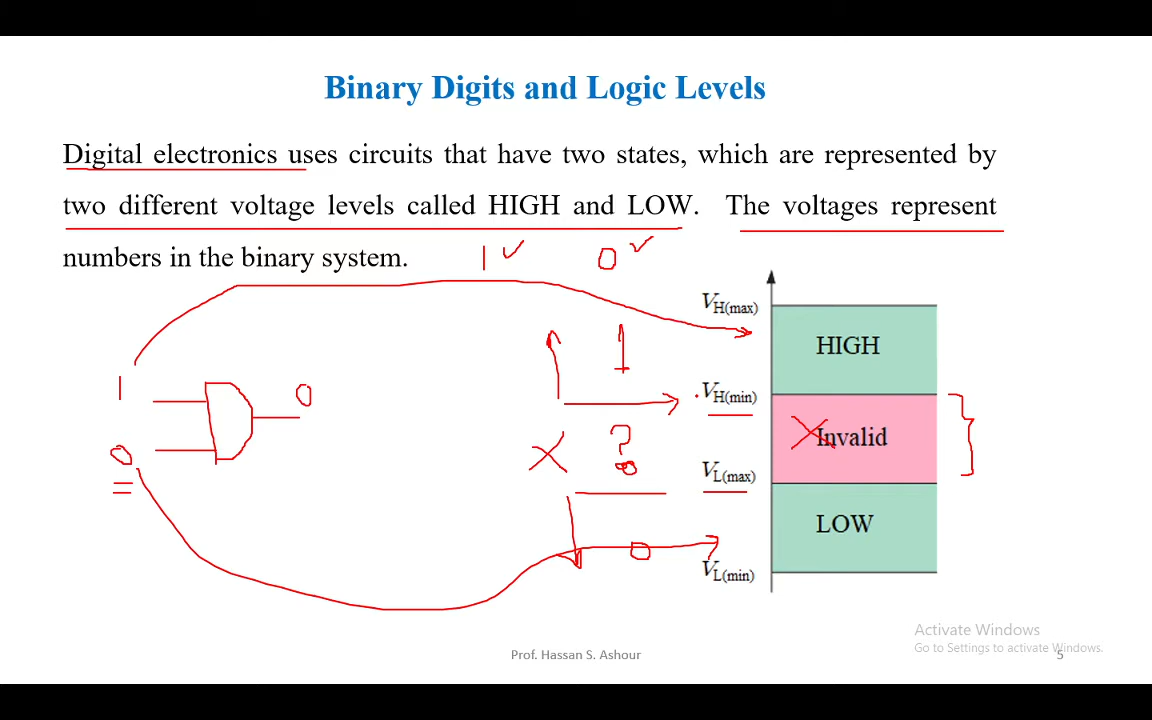 Binary Digits and Logic Levels
Digital electronics uses circuits that have two states, which are represented by
two different voltage levels called HIGH and LOW. The voltages represent
numbers in the binary system.
1 0
V_H(max)
HIGH
1
1
0
V_H(min)
Invalid
?
0
V_L(max)
LOW
0
V_L(min)
Activate Windows
Go to Settings to activate Windows.
Prof. Hassan S. Ashour
5